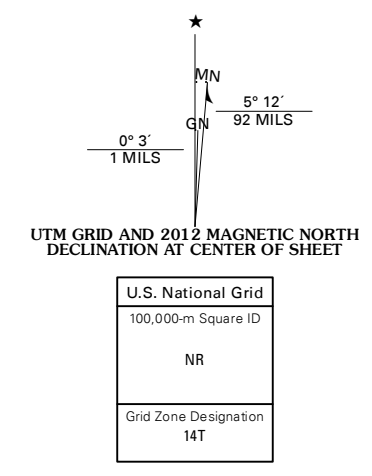 ★
MN
5° 12´
92 MILS
GN
0° 3´
1 MILS
UTM GRID AND 2012 MAGNETIC NORTH
DECLINATION AT CENTER OF SHEET
U.S. National Grid
100,000-m Square ID
NR
Grid Zone Designation
14T